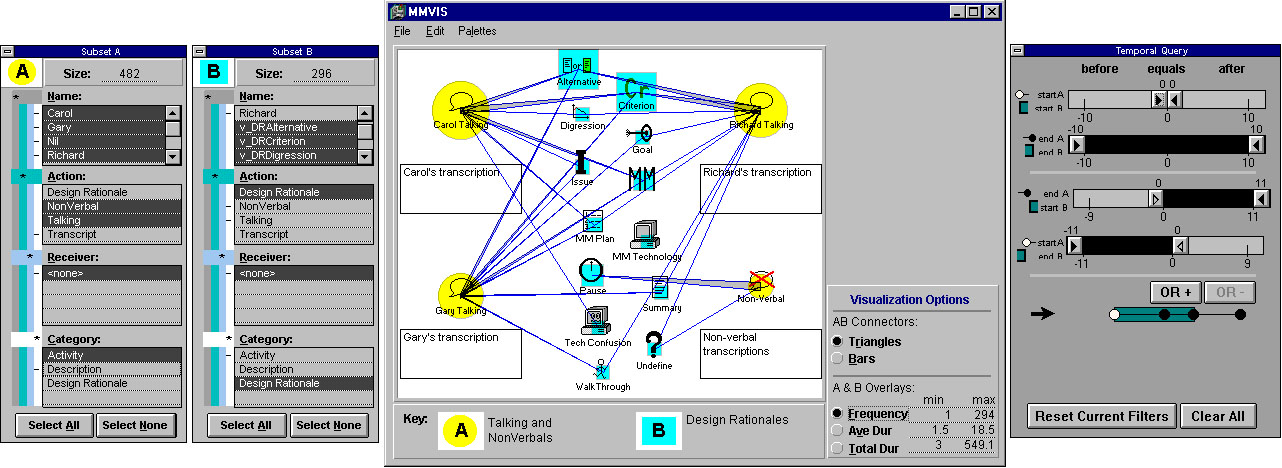 Subset A
A Size: 482
* Name:
Carol
Gary
Nil
Richard
* Action:
Design Rationale
NonVerbal
Talking
Transcript
* Receiver:
<none>
* Category:
Activity
Description
Design Rationale
Select All Select None
Subset B
B Size: 296
* Name:
Richard
v_DRAlternative
v_DRCriterion
v_DRDigression
* Action:
Design Rationale
NonVerbal
Talking
Transcript
* Receiver:
<none>
* Category:
Activity
Description
Design Rationale
Select All Select None
MMVIS
File Edit Palettes
or
Alternative
Cr
Criterion
Carol Talking
Digression
Richard Talking
Goal
Carol's transcription
I
Issue
MM
Richard's transcription
MM Plan
MM Technology
Pause
Gary Talking
Summary
Non-Verbal
Gary's transcription
Tech Confusion
?
Undefine
Non-verbal
transcriptions
WalkThrough
Key:
A
Talking and
NonVerbals
B
Design Rationales
Visualization Options
AB Connectors:
Triangles
Bars
A & B Overlays:
min max
Frequency 1 294
Ave Dur 1.5 18.5
Total Dur 3 549.1
Temporal Query
before equals after
0 0
start A
start B
-10 0 10
-10 10
end A
end B
-10 0 10
0 11
end A
start B
-9 0 11
-11 0
start A
end B
-11 0 9
OR + OR -
Reset Current Filters Clear All